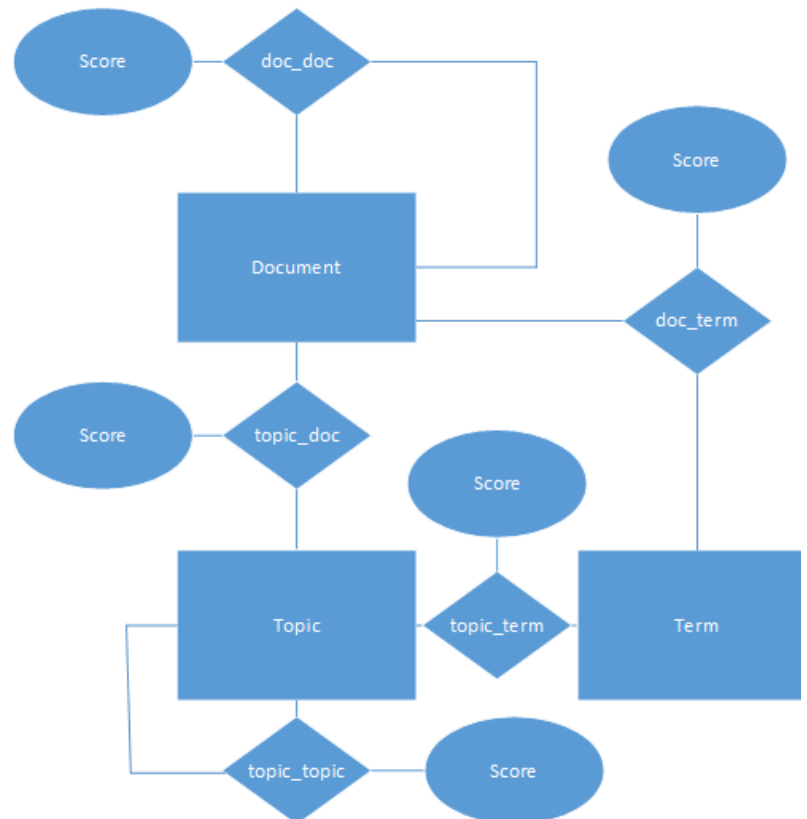 Score
doc_doc
Score
Document
doc_term
Score
topic_doc
Score
Topic
topic_term
Term
topic_topic
Score